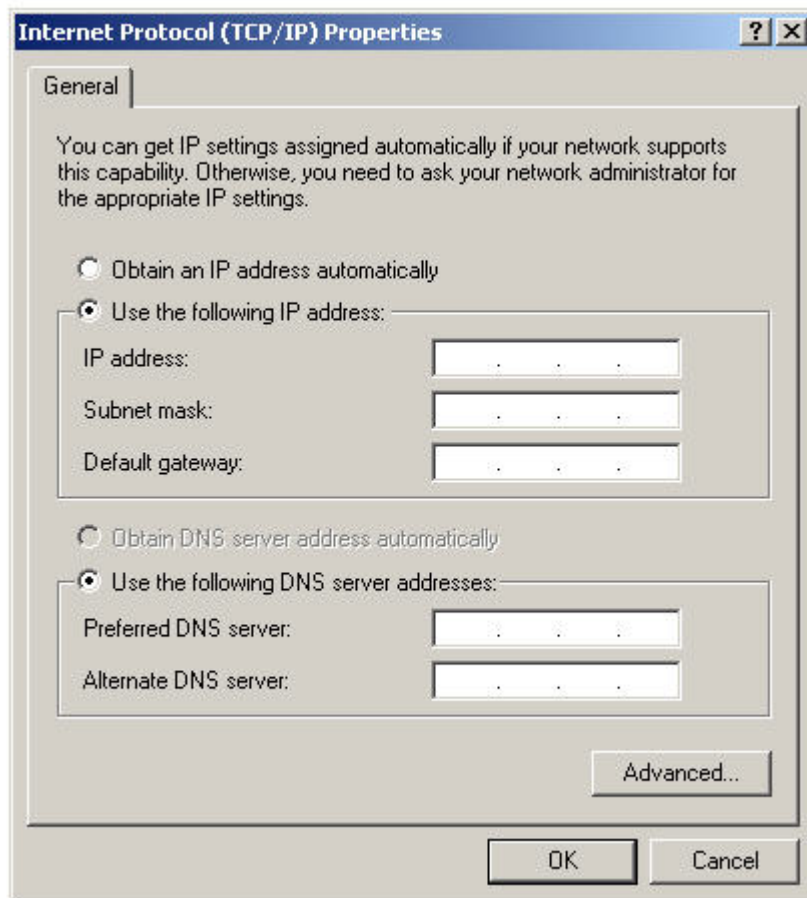 Internet Protocol (TCP/IP) Properties
General
You can get IP settings assigned automatically if your network supports
this capability. Otherwise, you need to ask your network administrator for
the appropriate IP settings.
Obtain an IP address automatically
Use the following IP address:
IP address:
Subnet mask:
Default gateway:
Obtain DNS server address automatically
Use the following DNS server addresses:
Preferred DNS server:
Alternate DNS server:
Advanced...
OK Cancel